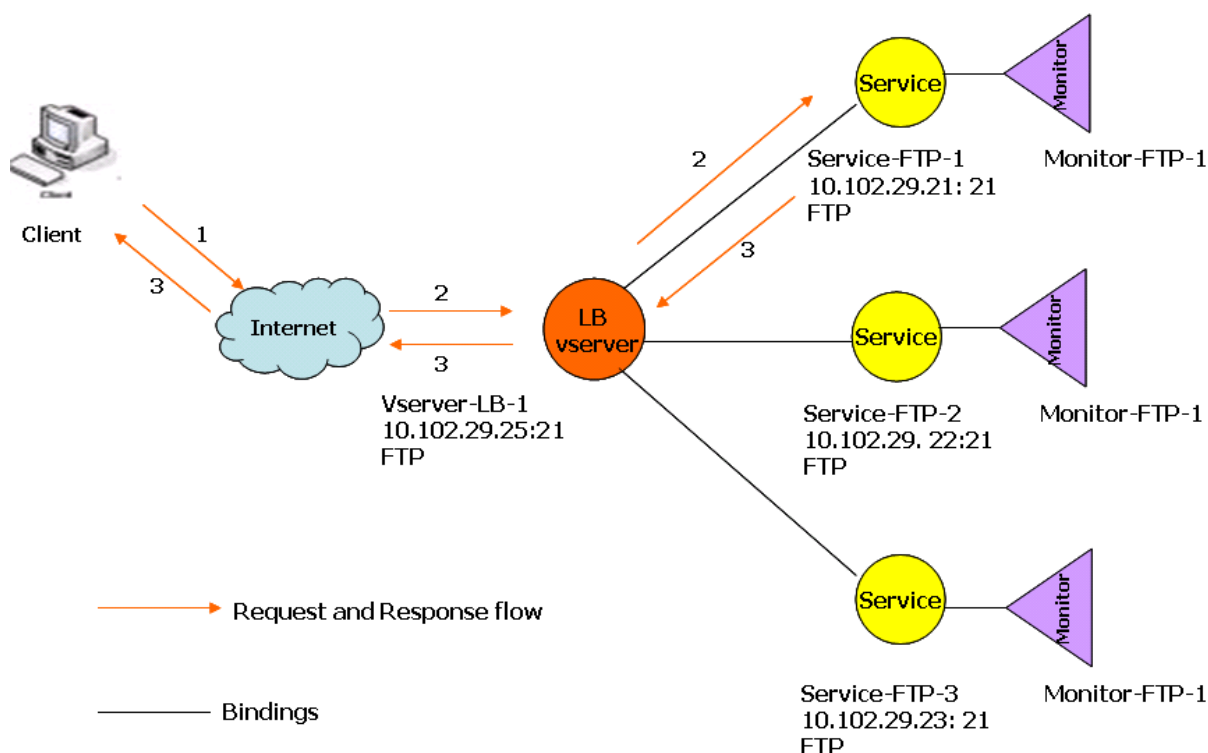 Service
Monitor
Service-FTP-1
10.102.29.21: 21
FTP
Monitor-FTP-1
2
3
Client
Client
1
3
Internet
2
3
LB
vserver
Vserver-LB-1
10.102.29.25:21
FTP
Service
Monitor
Service-FTP-2
10.102.29. 22:21
FTP
Monitor-FTP-1
Service
Monitor
Service-FTP-3
10.102.29.23: 21
FTP
Monitor-FTP-1
Request and Response flow
Bindings